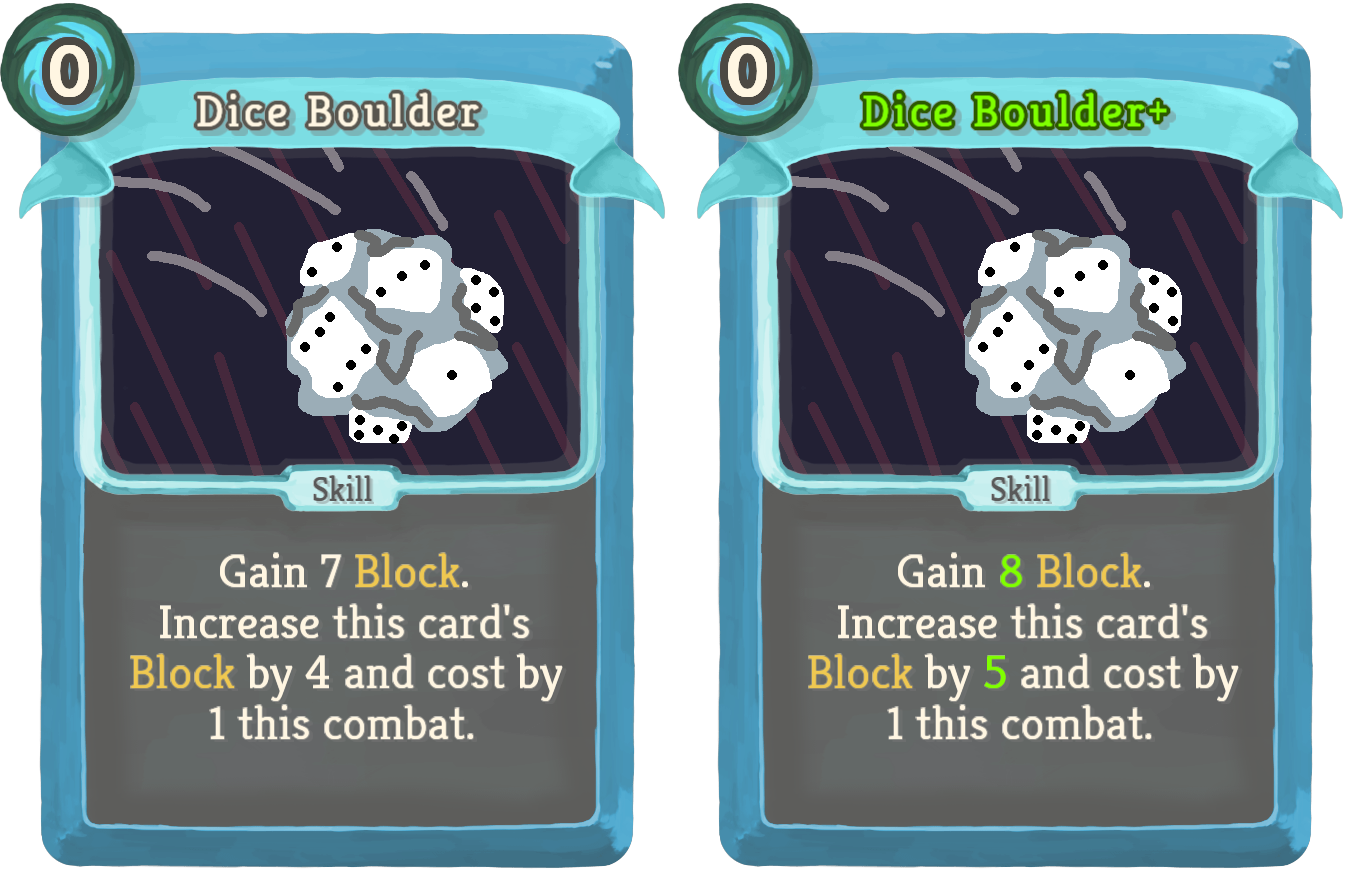 0
Dice Boulder
Skill
Gain 7 Block.
Increase this card's
Block by 4 and cost by
1 this combat.
0
Dice Boulder+
Skill
Gain 8 Block.
Increase this card's
Block by 5 and cost by
1 this combat.